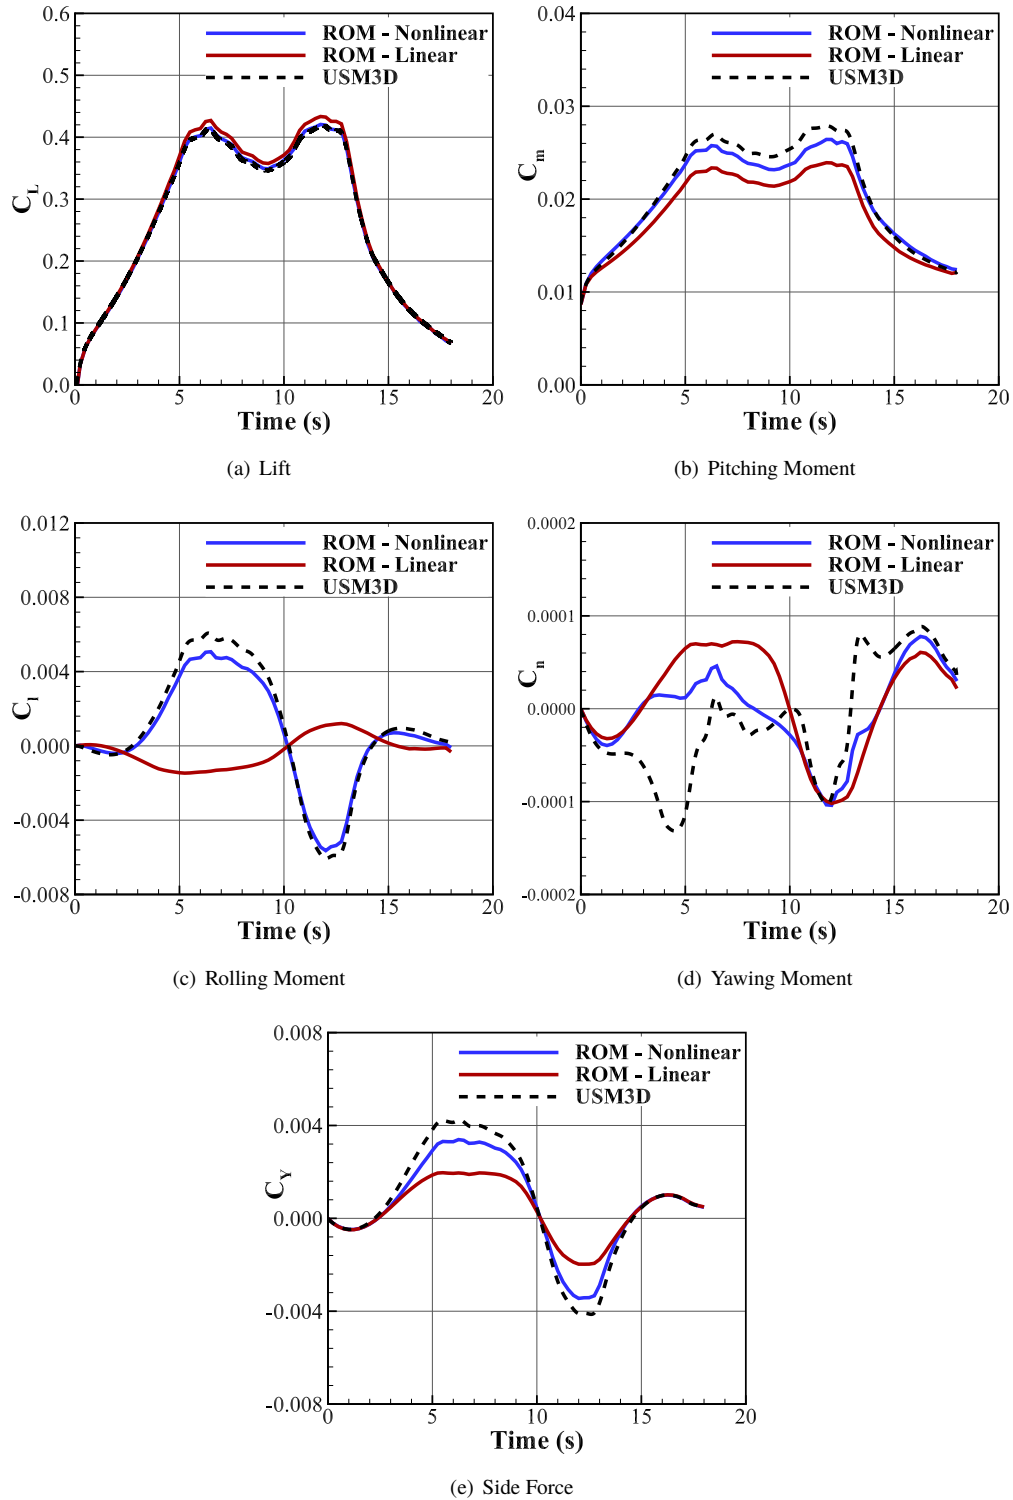 0.6
ROM - Nonlinear
ROM - Linear
USM3D
0.5
0.4
C_L
0.3
0.2
0.1
0.0
0 5 10 15 20
Time (s)
(a) Lift
0.04
ROM - Nonlinear
ROM - Linear
USM3D
0.03
C_m
0.02
0.01
0.00
0 5 10 15 20
Time (s)
(b) Pitching Moment
0.012
ROM - Nonlinear
ROM - Linear
USM3D
0.008
0.004
C_l
0.000
-0.004
-0.008
0 5 10 15 20
Time (s)
(c) Rolling Moment
0.0002
ROM - Nonlinear
ROM - Linear
USM3D
0.0001
C_n
0.0000
-0.0001
-0.0002
0 5 10 15 20
Time (s)
(d) Yawing Moment
0.008
ROM - Nonlinear
ROM - Linear
USM3D
0.004
C_Y
0.000
-0.004
-0.008
0 5 10 15 20
Time (s)
(e) Side Force